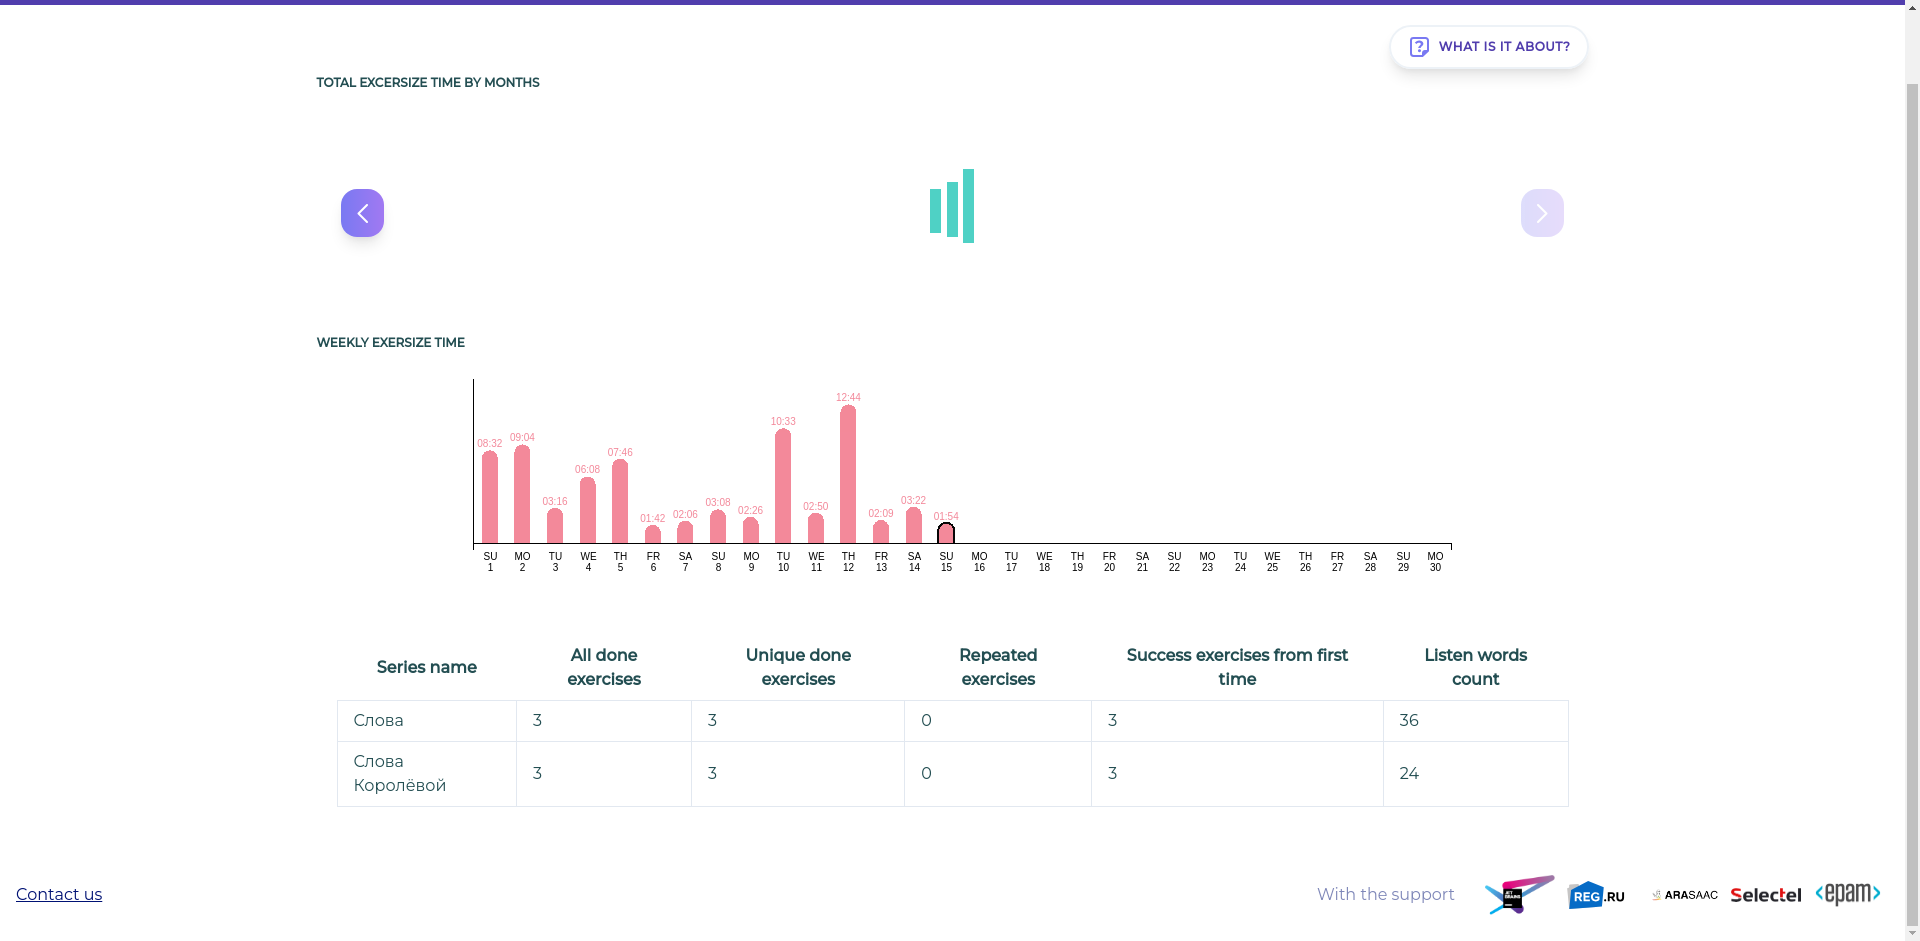 WHAT IS IT ABOUT?
TOTAL EXCERSIZE TIME BY MONTHS
WEEKLY EXERSIZE TIME
08:32 09:04 03:16 06:08 07:46 01:42 02:06 03:08 02:26 10:33 02:50 12:44 02:09 03:22 01:54
SU MO TU WE TH FR SA SU MO TU WE TH FR SA SU MO TU WE TH FR SA SU MO TU WE TH FR SA SU MO
1 2 3 4 5 6 7 8 9 10 11 12 13 14 15 16 17 18 19 20 21 22 23 24 25 26 27 28 29 30
Series name All done exercises Unique done exercises Repeated exercises Success exercises from first time Listen words count
Слова 3 3 0 3 36
Слова Королёвой 3 3 0 3 24
Contact us
With the support
JET BRAINS
REG.RU
ARASAAC
Selectel
<epam>